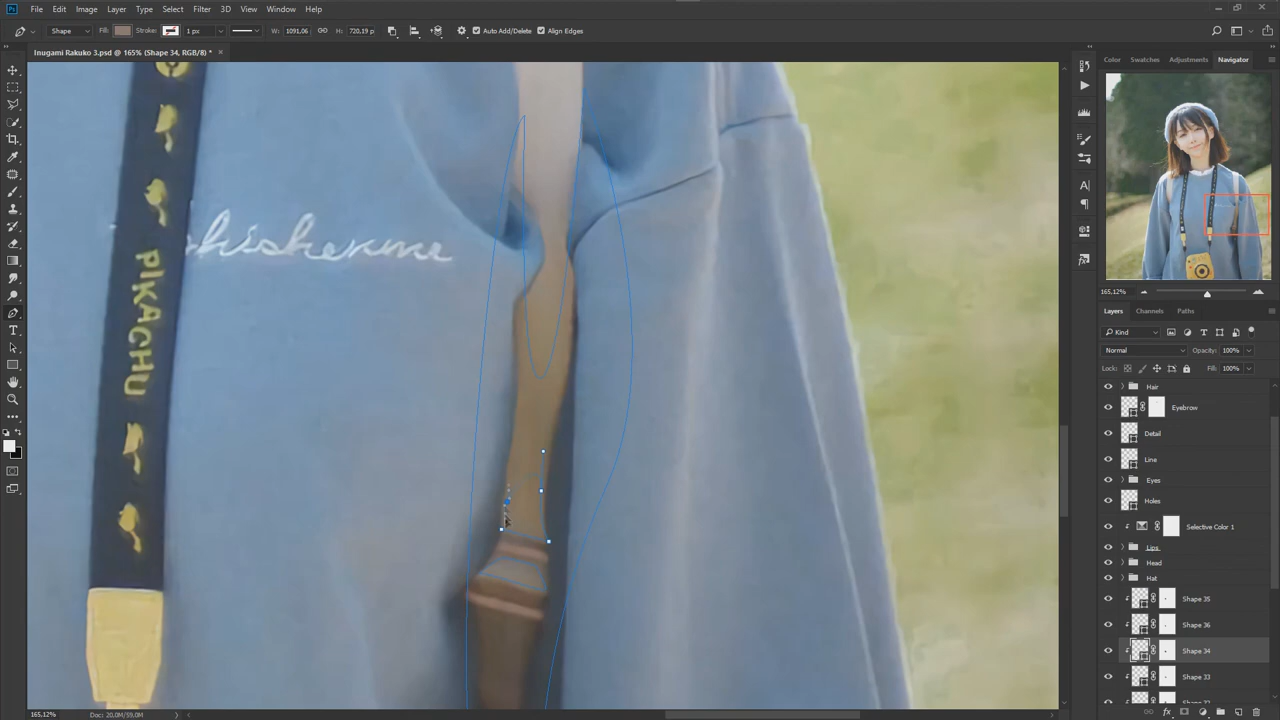 Ps File Edit Image Layer Type Select Filter 3D View Window Help
Shape Fill: Stroke: 1 px W: 1091,06 H: 720,19 p Auto Add/Delete Align Edges
Inugami Rakuko 3.psd @ 165% (Shape 34, RGB/8) * ×
Color Swatches Adjustments Navigator
PIKACHU
165,12%
Layers Channels Paths
Kind
Normal Opacity: 100%
Lock: Fill: 100%
Hair
Eyebrow
Detail
Line
Eyes
Holes
Selective Color 1
Lips
Head
Hat
Shape 35
Shape 36
Shape 34
Shape 33
165,12% Doc: 20,0M/59,0M